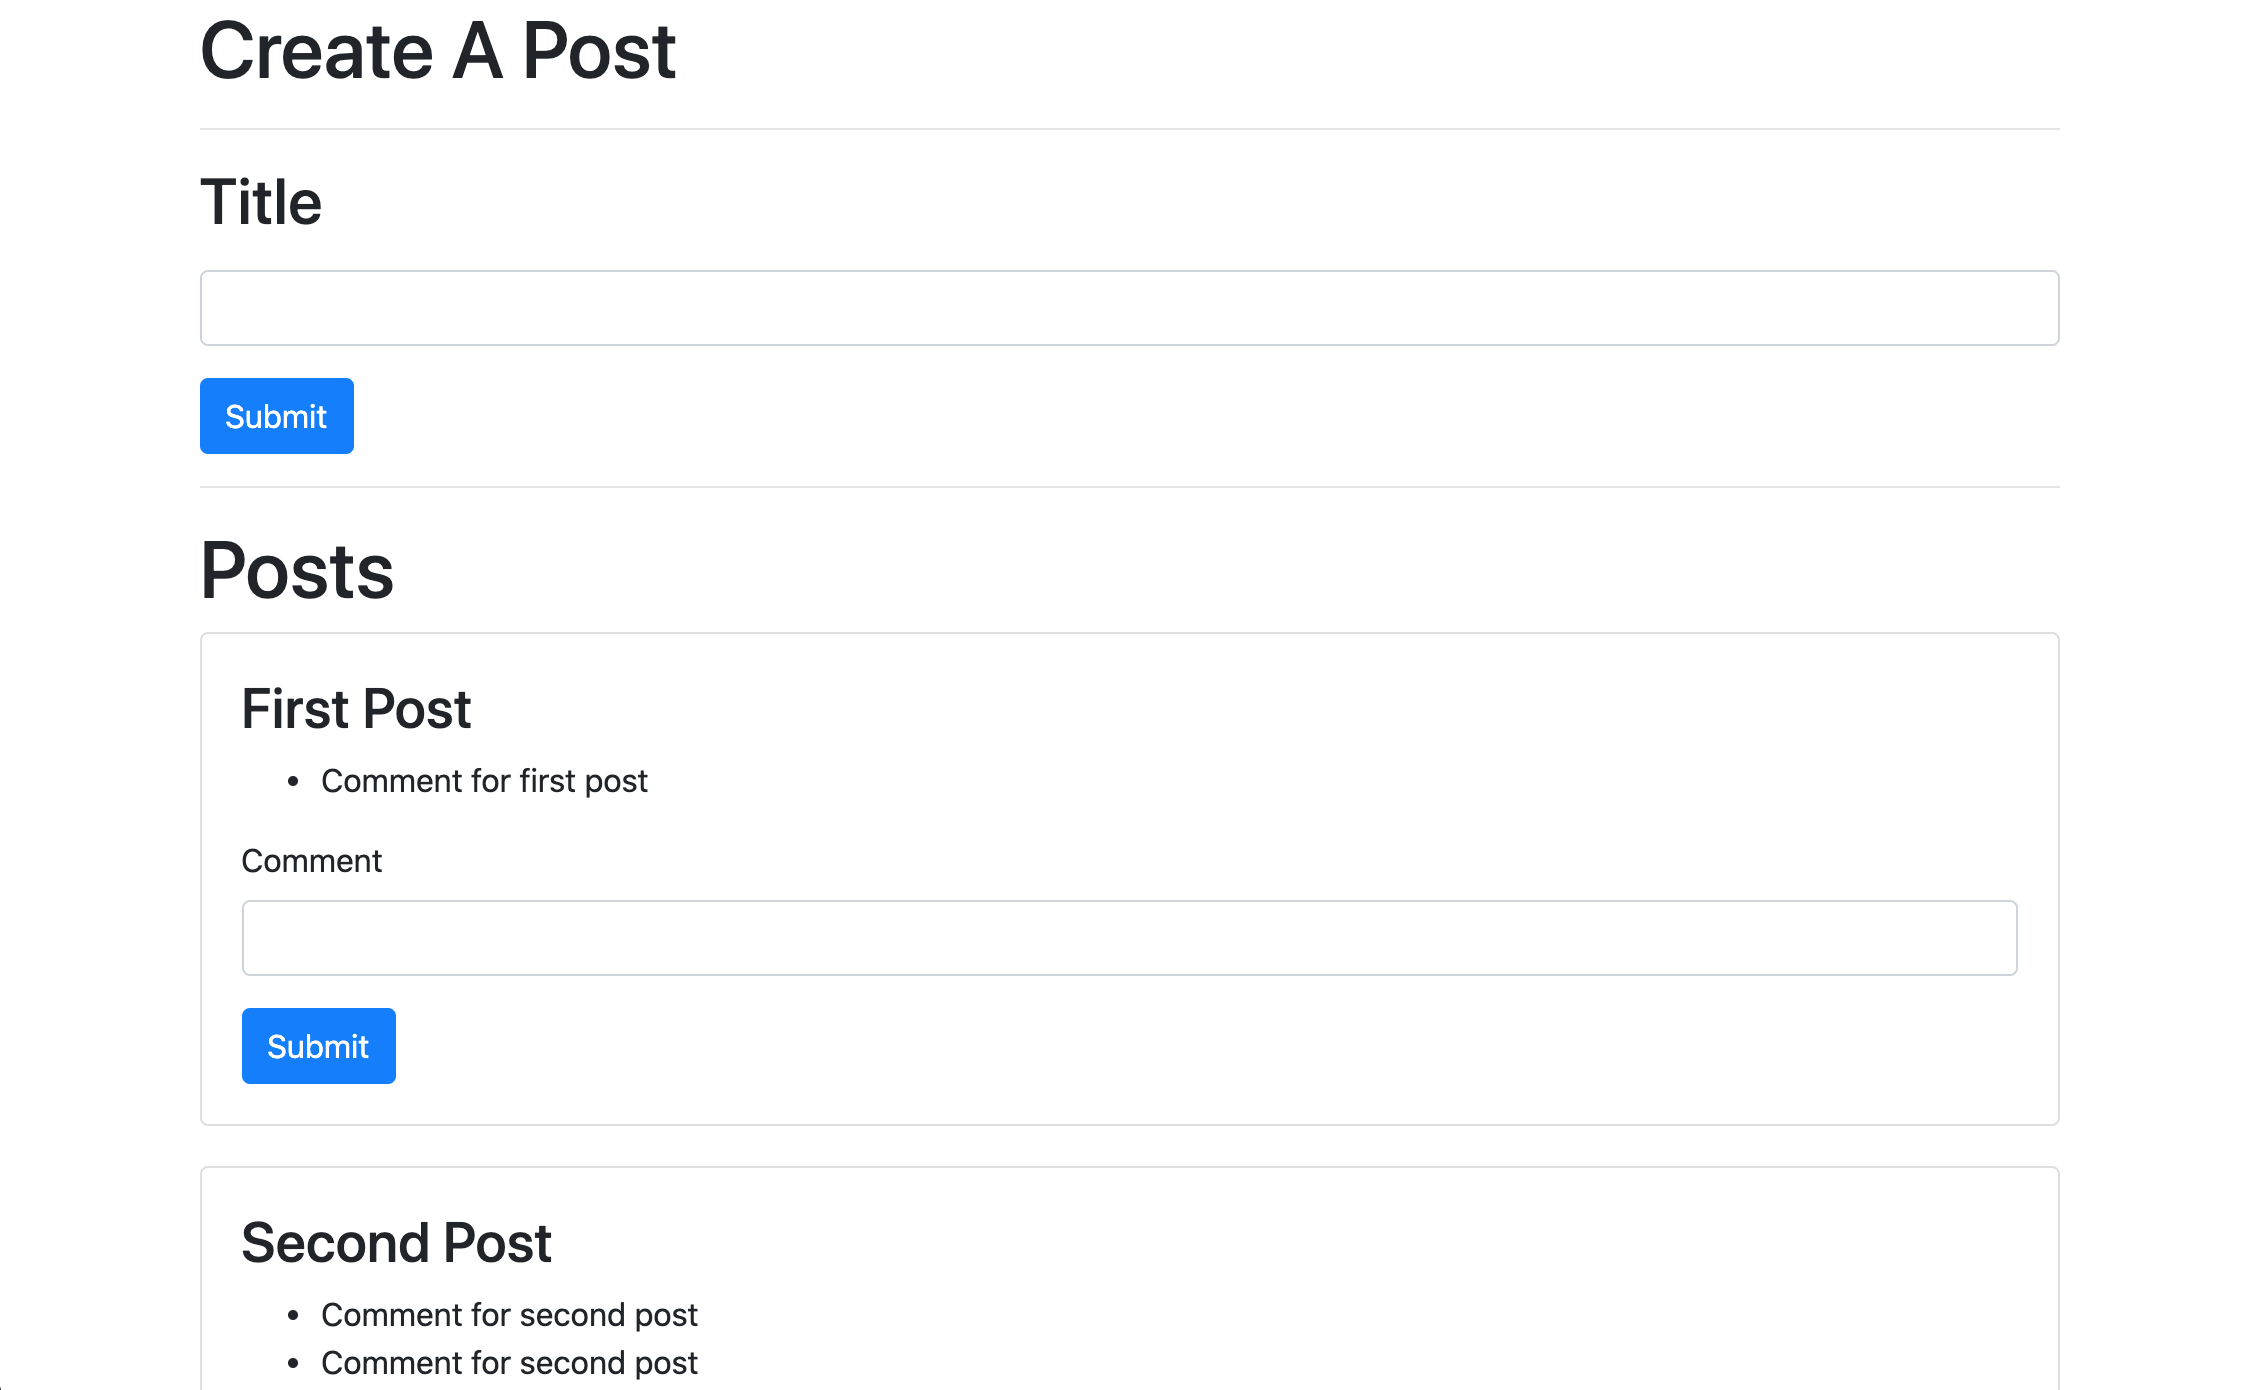 Create A Post
Title
Submit
Posts
First Post
Comment for first post
Comment
Submit
Second Post
Comment for second post
Comment for second post